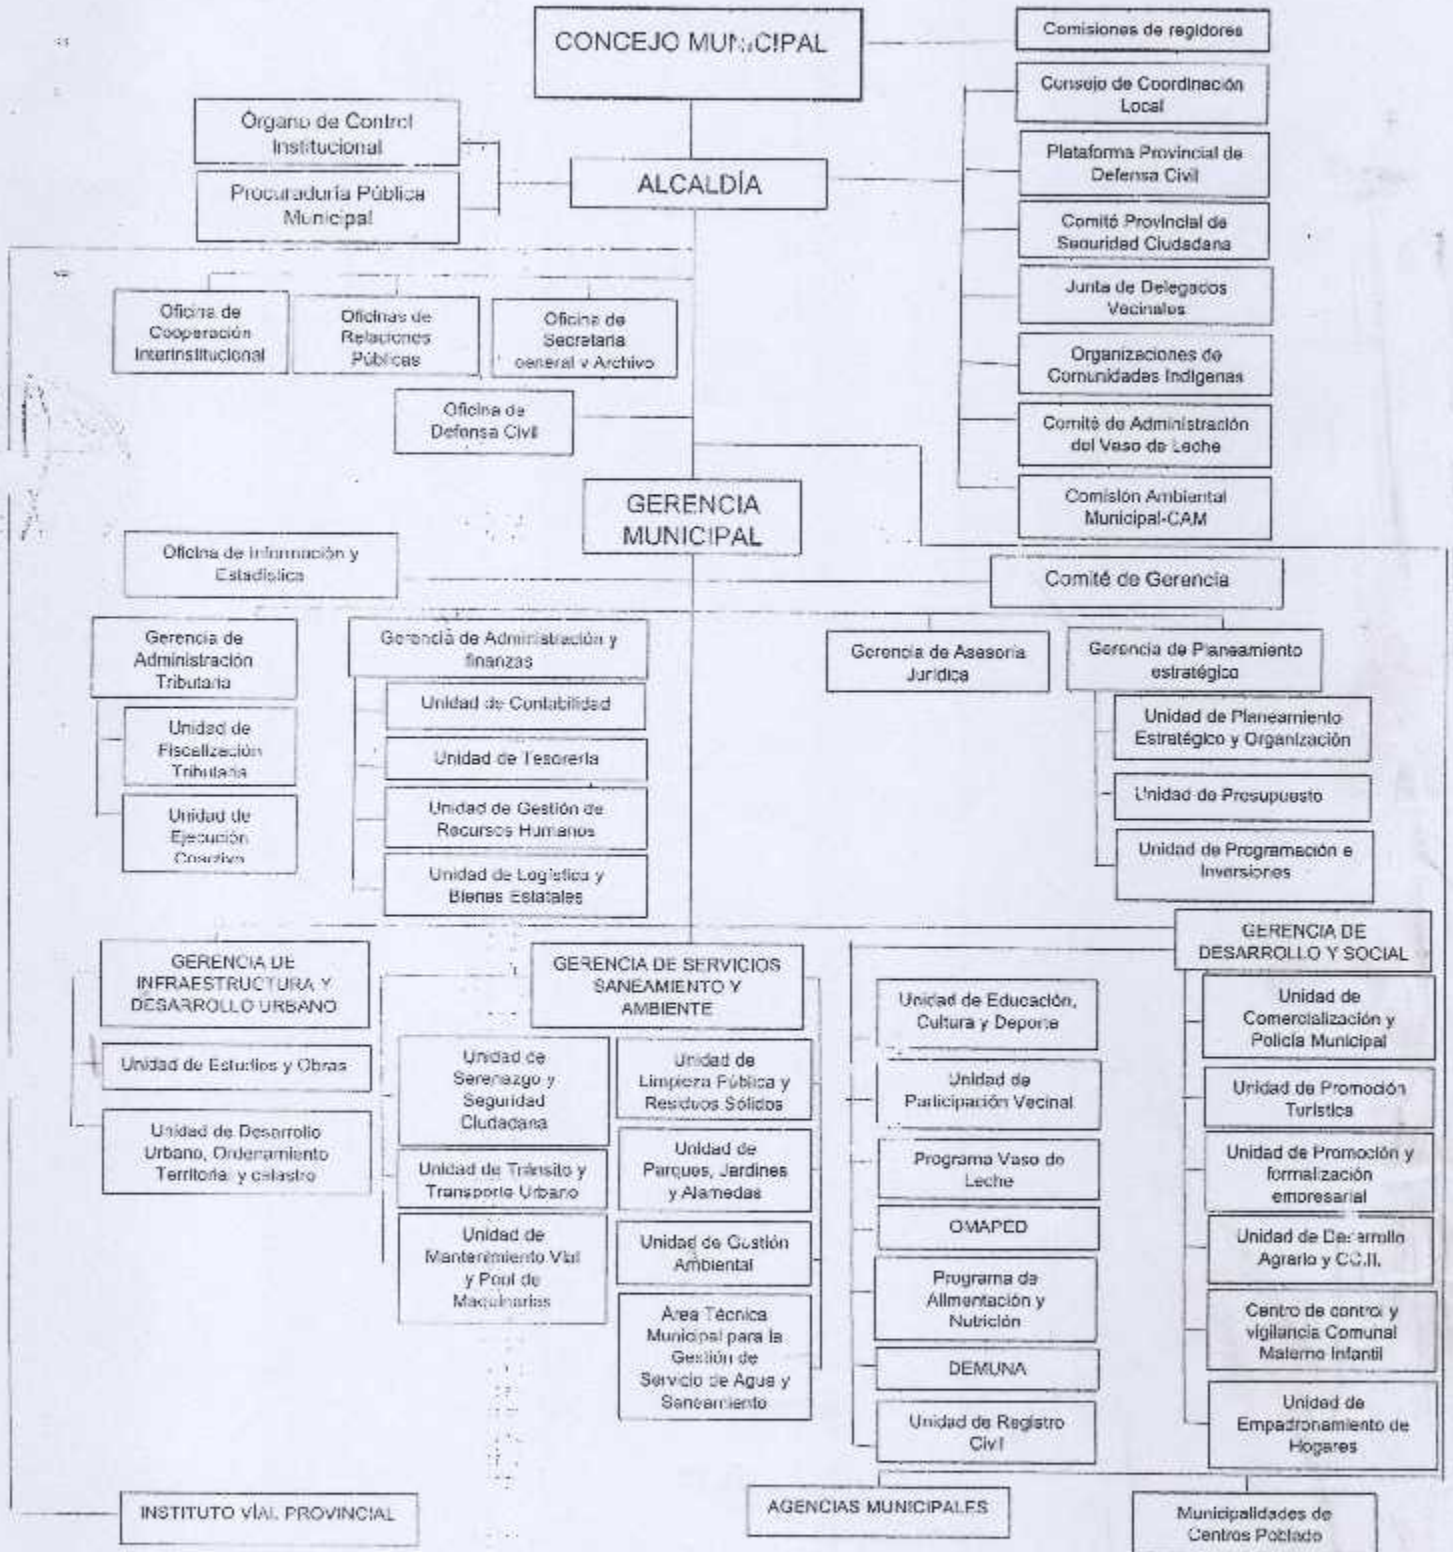 CONCEJO MUNICIPAL
Comisiones de regidores
Consejo de Coordinación
Local
Órgano de Control
Institucional
Plataforma Provincial de
Defensa Civil
ALCALDÍA
Procuraduría Pública
Municipal
Comité Provincial de
Seguridad Ciudadana
Junta de Delegados
Vecinales
Oficina de
Cooperación
Interinstitucional
Oficinas de
Relaciones
Públicas
Oficina de
Secretaria
general y Archivo
Organizaciones de
Comunidades Indígenas
Oficina de
Defensa Civil
Comité de Administración
del Vaso de Leche
GERENCIA
MUNICIPAL
Comisión Ambiental
Municipal-CAM
Oficina de Información y
Estadística
Comité de Gerencia
Gerencia de
Administración
Tributaria
Gerencia de Administración y
finanzas
Gerencia de Asesoría
Jurídica
Gerencia de Planeamiento
estratégico
Unidad de
Fiscalización
Tributaria
Unidad de
Ejecución
Coactiva
Unidad de Contabilidad
Unidad de Tesorería
Unidad de Gestión de
Recursos Humanos
Unidad de Logística y
Bienes Estatales
Unidad de Planeamiento
Estratégico y Organización
Unidad de Presupuesto
Unidad de Programación e
Inversiones
GERENCIA DE
INFRAESTRUCTURA Y
DESARROLLO URBANO
GERENCIA DE SERVICIOS
SANEAMIENTO Y
AMBIENTE
GERENCIA DE
DESARROLLO Y SOCIAL
Unidad de Estudios y Obras
Unidad de Desarrollo
Urbano, Ordenamiento
Territorial y catastro
Unidad de
Serenazgo y
Seguridad
Ciudadana
Unidad de Tránsito y
Transporte Urbano
Unidad de
Mantenimiento Vial
y Pool de
Maquinarias
Unidad de
Limpieza Pública y
Residuos Sólidos
Unidad de
Parques, Jardines
y Alamedas
Unidad de Gestión
Ambiental
Área Técnica
Municipal para la
Gestión de
Servicio de Agua y
Saneamiento
Unidad de Educación,
Cultura y Deporte
Unidad de
Participación Vecinal
Programa Vaso de
Leche
OMAPED
Programa de
Alimentación y
Nutrición
DEMUNA
Unidad de Registro
Civil
Unidad de
Comercialización y
Policía Municipal
Unidad de Promoción
Turística
Unidad de Promoción y
formalización
empresarial
Unidad de Desarrollo
Agrario y CC.II.
Centro de control y
vigilancia Comunal
Materno Infantil
Unidad de
Empadronamiento de
Hogares
INSTITUTO VÍAL PROVINCIAL
AGENCIAS MUNICIPALES
Municipalidades de
Centros Poblado